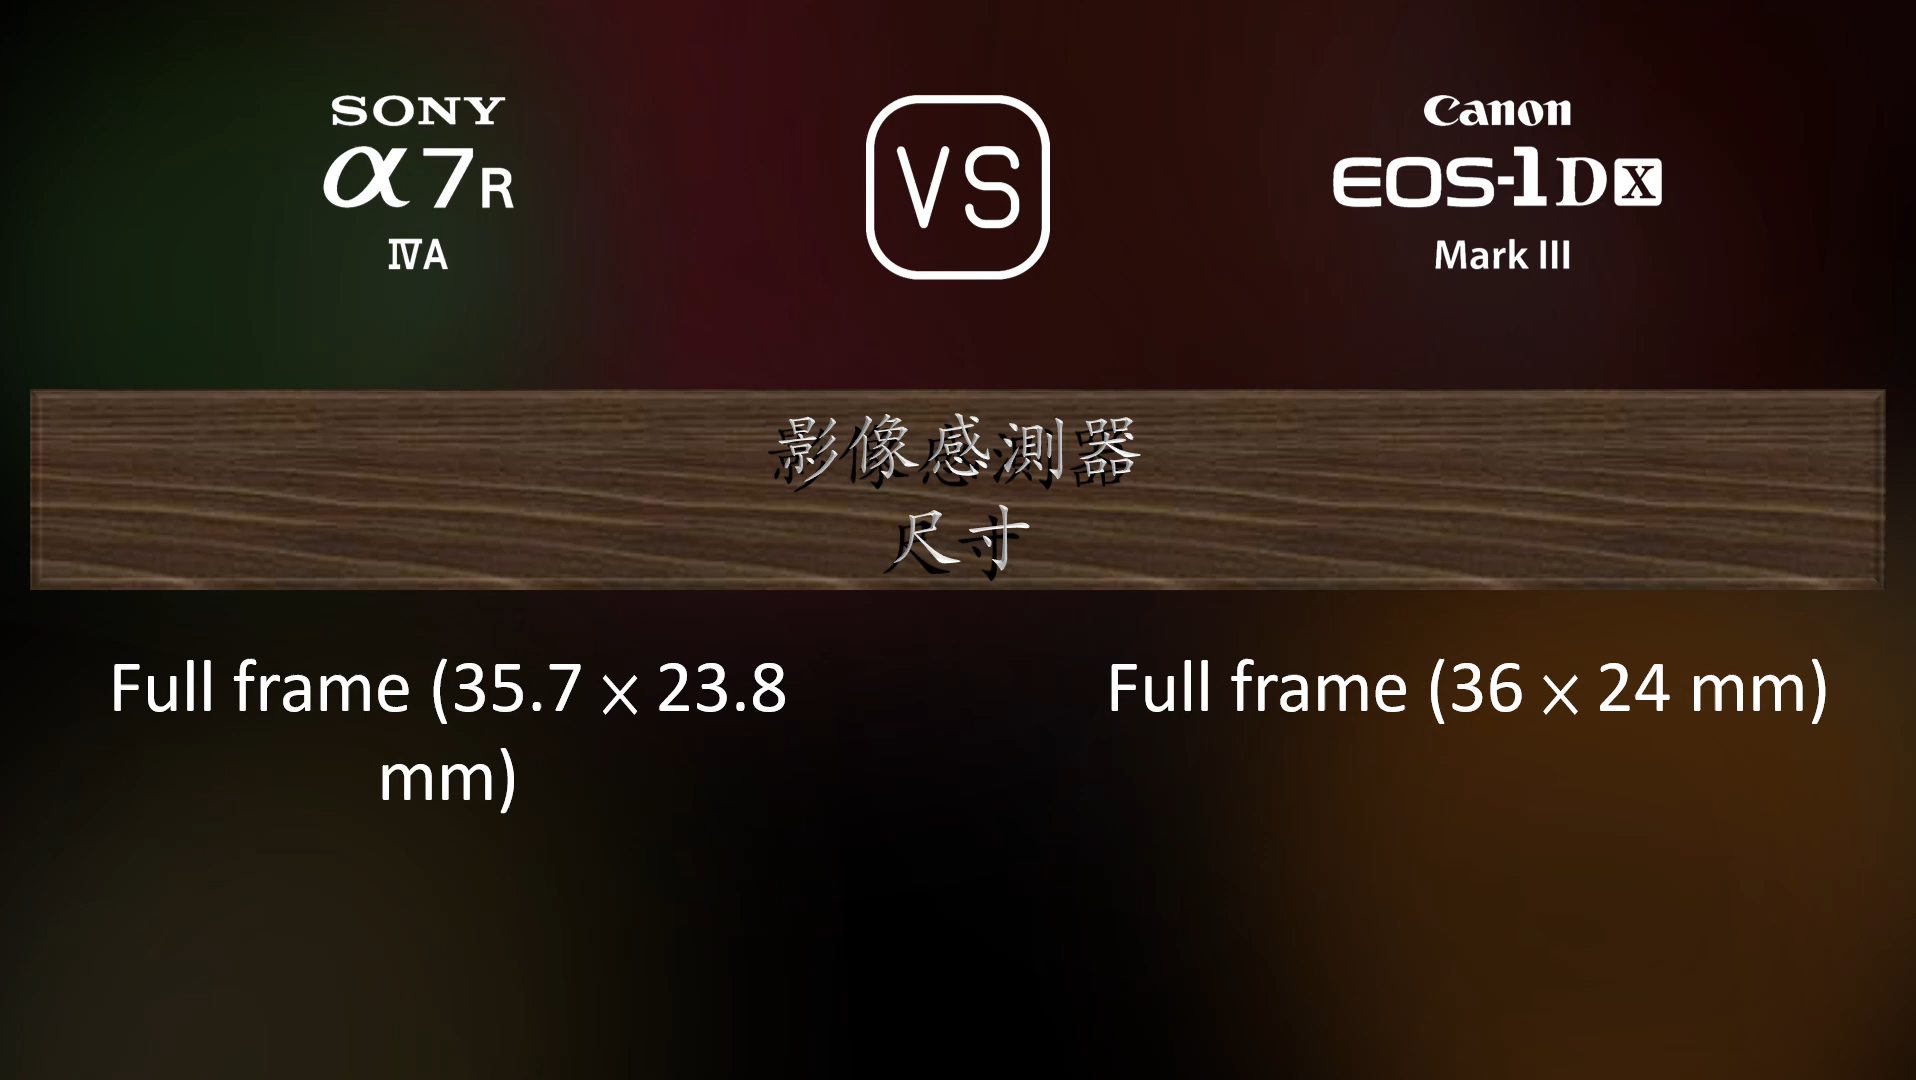 SONY
α7R
ⅣA
VS
Canon
EOS-1DX
Mark III
影像感測器
尺寸
Full frame (35.7 x 23.8
mm)
Full frame (36 x 24 mm)